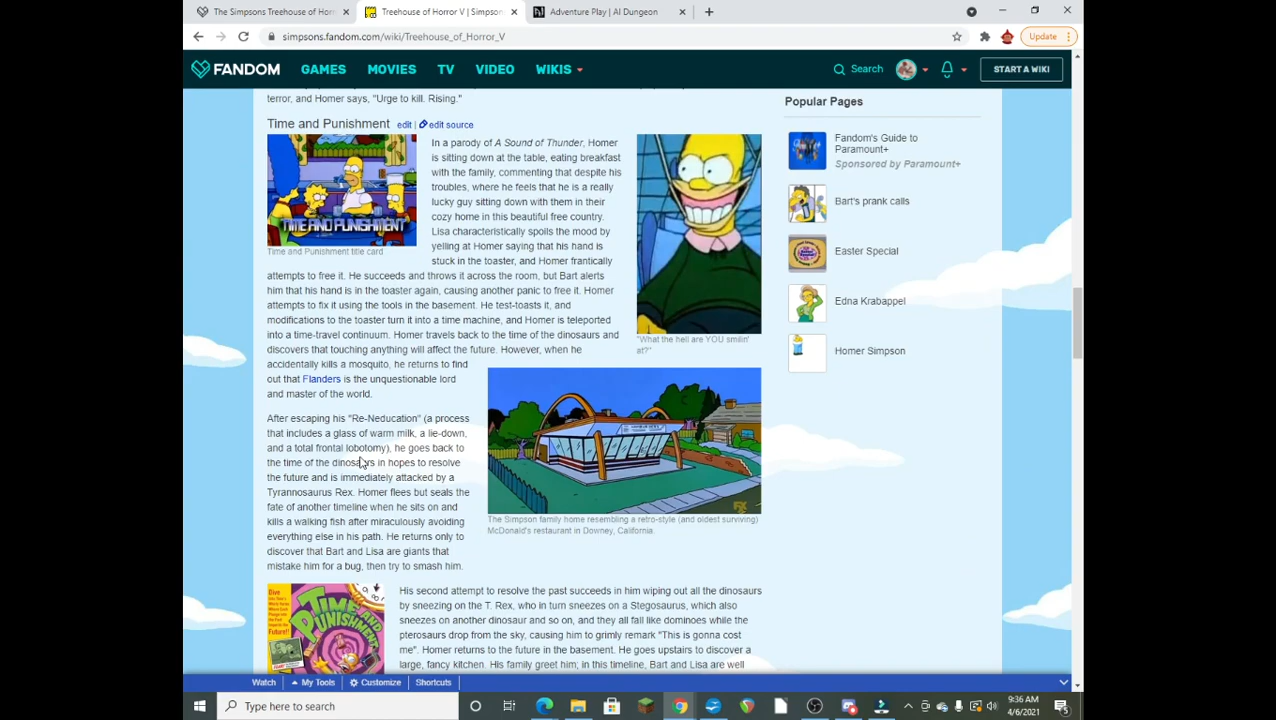 The Simpsons Treehouse of Hor
Treehouse of Horror V | Simpson
Adventure Play | AI Dungeon
simpsons.fandom.com/wiki/Treehouse_of_Horror_V
Update
FANDOM
GAMES
MOVIES
TV
VIDEO
WIKIS
Search
START A WIKI
terror, and Homer says, "Urge to kill. Rising."
Time and Punishment edit | edit source
TIME AND PUNISHMENT
Time and Punishment title card
In a parody of A Sound of Thunder, Homer
is sitting down at the table, eating breakfast
with the family, commenting that despite his
troubles, where he feels that he is a really
lucky guy sitting down with them in their
cozy home in this beautiful free country.
Lisa characteristically spoils the mood by
yelling at Homer saying that his hand is
stuck in the toaster, and Homer frantically
attempts to free it. He succeeds and throws it across the room, but Bart alerts
him that his hand is in the toaster again, causing another panic to free it. Homer
attempts to fix it using the tools in the basement. He test-toasts it, and
modifications to the toaster turn it into a time machine, and Homer is teleported
into a time-travel continuum. Homer travels back to the time of the dinosaurs and
discovers that touching anything will affect the future. However, when he
accidentally kills a mosquito, he returns to find
out that Flanders is the unquestionable lord
and master of the world.
"What the hell are YOU smilin'
at?"
After escaping his "Re-Neducation" (a process
that includes a glass of warm milk, a lie-down,
and a total frontal lobotomy), he goes back to
the time of the dinosaurs in hopes to resolve
the future and is immediately attacked by a
Tyrannosaurus Rex. Homer flees but seals the
fate of another timeline when he sits on and
kills a walking fish after miraculously avoiding
everything else in his path. He returns only to
discover that Bart and Lisa are giants that
mistake him for a bug, then try to smash him.
FXX
The Simpson family home resembling a retro-style (and oldest surviving)
McDonald's restaurant in Downey, California.
TIME PUNISHMENT
His second attempt to resolve the past succeeds in him wiping out all the dinosaurs
by sneezing on the T. Rex, who in turn sneezes on a Stegosaurus, which also
sneezes on another dinosaur and so on, and they all fall like dominoes while the
pterosaurs drop from the sky, causing him to grimly remark "This is gonna cost
me". Homer returns to the future in the basement. He goes upstairs to discover a
large, fancy kitchen. His family greet him; in this timeline, Bart and Lisa are well
Popular Pages
Fandom's Guide to
Paramount+
Sponsored by Paramount+
Bart's prank calls
Easter Special
Edna Krabappel
Homer Simpson
Watch
My Tools
Customize
Shortcuts
Type here to search
9:36 AM
4/6/2021
5